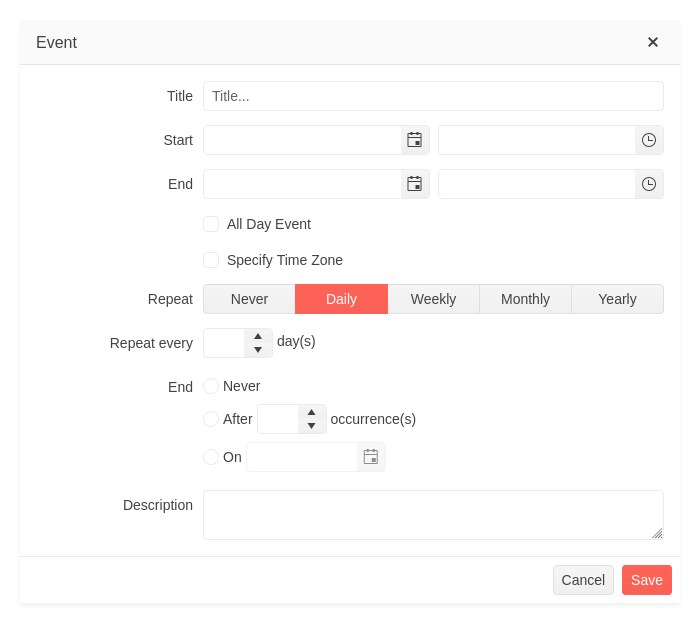 Event
Title Title...
Start
End
All Day Event
Specify Time Zone
Repeat Never Daily Weekly Monthly Yearly
Repeat every day(s)
End Never
After occurrence(s)
On
Description
Cancel Save